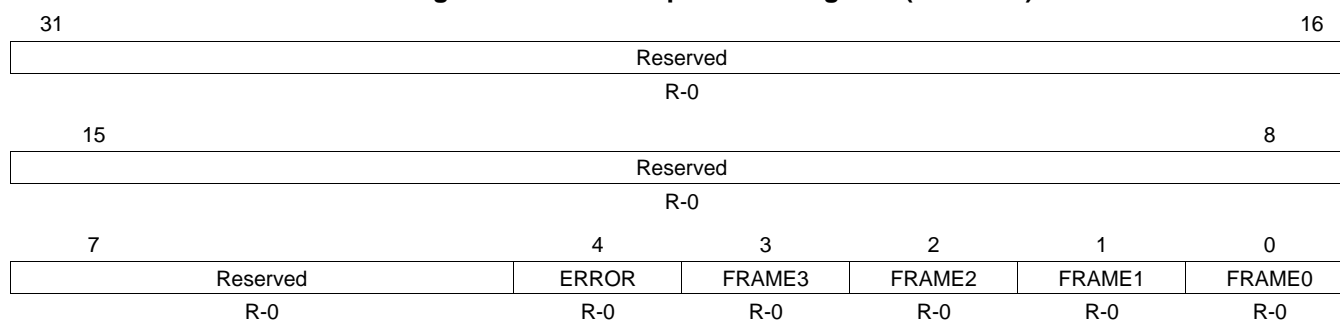 31 16
Reserved
R-0
15 8
Reserved
R-0
7 4 3 2 1 0
Reserved ERROR FRAME3 FRAME2 FRAME1 FRAME0
R-0 R-0 R-0 R-0 R-0 R-0